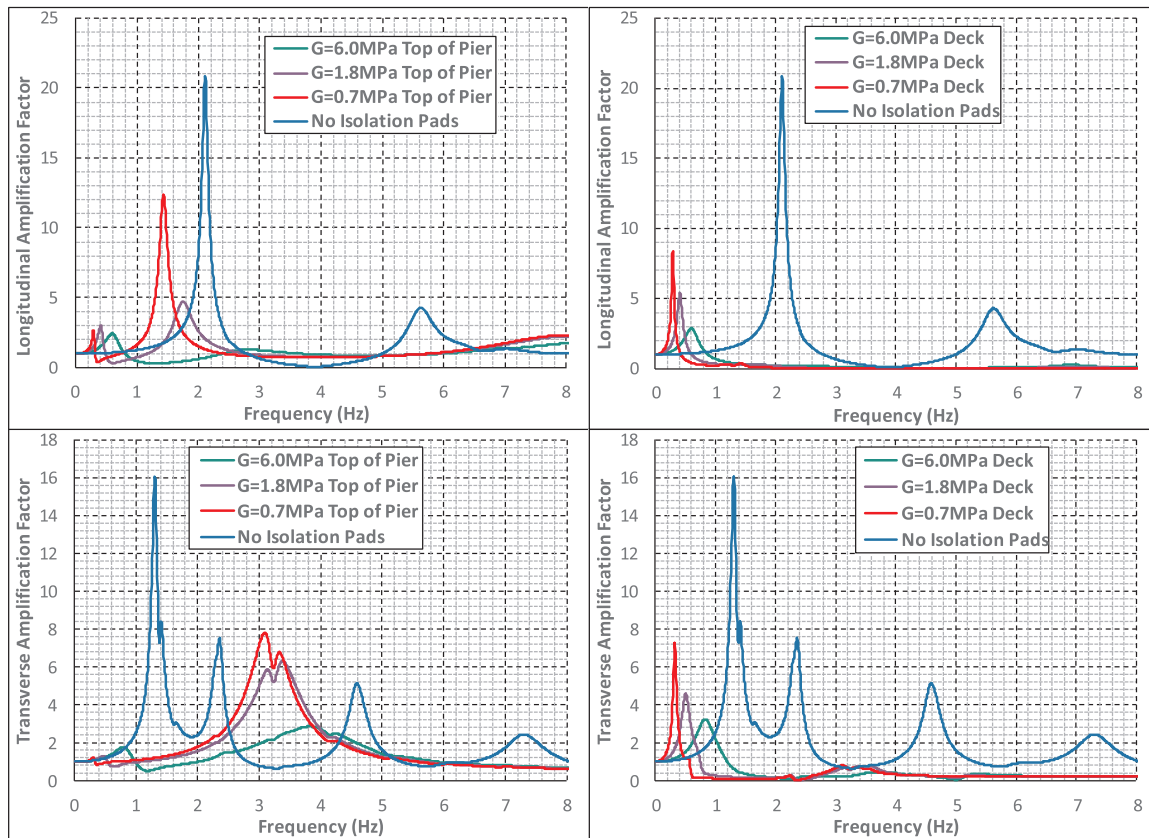 Longitudinal Amplification Factor
25
20
15
10
5
0
G=6.0MPa Top of Pier
G=1.8MPa Top of Pier
G=0.7MPa Top of Pier
No Isolation Pads
0 1 2 3 4 5 6 7 8
Frequency (Hz)
Longitudinal Amplification Factor
25
20
15
10
5
0
G=6.0MPa Deck
G=1.8MPa Deck
G=0.7MPa Deck
No Isolation Pads
0 1 2 3 4 5 6 7 8
Frequency (Hz)
Transverse Amplification Factor
18
16
14
12
10
8
6
4
2
0
G=6.0MPa Top of Pier
G=1.8MPa Top of Pier
G=0.7MPa Top of Pier
No Isolation Pads
0 1 2 3 4 5 6 7 8
Frequency (Hz)
Transverse Amplification Factor
18
16
14
12
10
8
6
4
2
0
G=6.0MPa Deck
G=1.8MPa Deck
G=0.7MPa Deck
No Isolation Pads
0 1 2 3 4 5 6 7 8
Frequency (Hz)